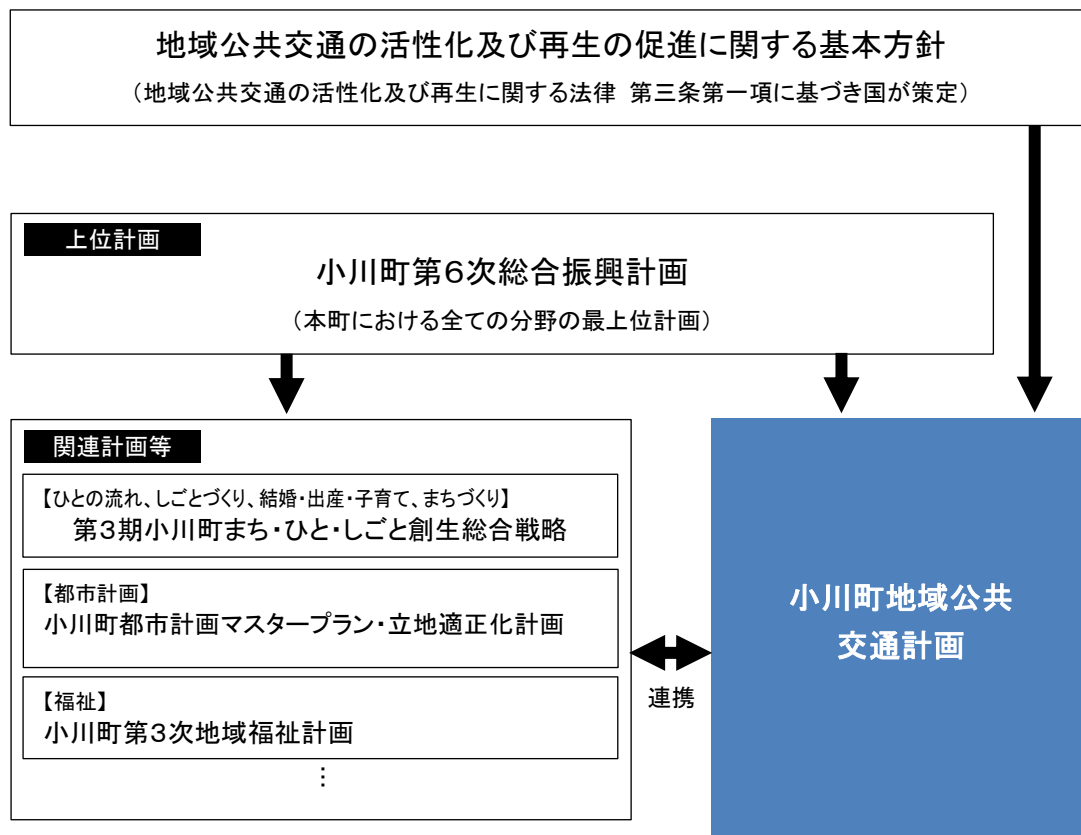 地域公共交通の活性化及び再生の促進に関する基本方針
（地域公共交通の活性化及び再生に関する法律 第三条第一項に基づき国が策定）
上位計画
小川町第６次総合振興計画
（本町における全ての分野の最上位計画）
関連計画等
【ひとの流れ、しごとづくり、結婚・出産・子育て、まちづくり】
第３期小川町まち・ひと・しごと創生総合戦略
【都市計画】
小川町都市計画マスタープラン・立地適正化計画
【福祉】
小川町第３次地域福祉計画
⋮
連携
小川町地域公共
交通計画